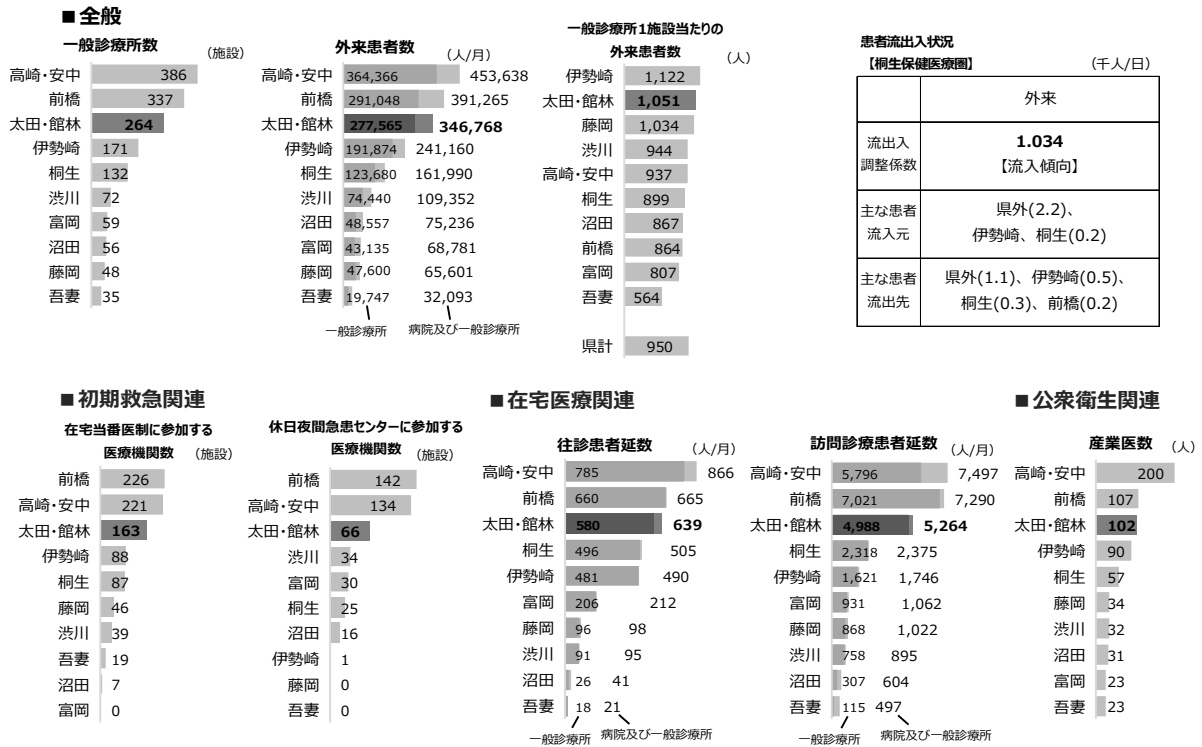 ■全般
一般診療所数 （施設）
高崎・安中 386
前橋 337
太田・館林 264
伊勢崎 171
桐生 132
渋川 72
富岡 59
沼田 56
藤岡 48
吾妻 35
外来患者数 （人/月）
高崎・安中 364,366 453,638
前橋 291,048 391,265
太田・館林 277,565 346,768
伊勢崎 191,874 241,160
桐生 123,680 161,990
渋川 74,440 109,352
沼田 48,557 75,236
富岡 43,135 68,781
藤岡 47,600 65,601
吾妻 19,747 32,093
一般診療所 病院及び一般診療所
一般診療所1施設当たりの
外来患者数 （人）
伊勢崎 1,122
太田・館林 1,051
藤岡 1,034
渋川 944
高崎・安中 937
桐生 899
沼田 867
前橋 864
富岡 807
吾妻 564
県計 950
患者流出入状況
【桐生保健医療圏】 （千人/日）
外来
流出入
調整係数
1.034
【流入傾向】
主な患者
流入元
県外(2.2)、
伊勢崎、桐生(0.2)
主な患者
流出先
県外(1.1)、伊勢崎(0.5)、
桐生(0.3)、前橋(0.2)
■初期救急関連
在宅当番医制に参加する
医療機関数 （施設）
前橋 226
高崎・安中 221
太田・館林 163
伊勢崎 88
桐生 87
藤岡 46
渋川 39
吾妻 19
沼田 7
富岡 0
休日夜間急患センターに参加する
医療機関数 （施設）
前橋 142
高崎・安中 134
太田・館林 66
渋川 34
富岡 30
桐生 25
沼田 16
伊勢崎 1
藤岡 0
吾妻 0
■在宅医療関連
往診患者延数 （人/月）
高崎・安中 785 866
前橋 660 665
太田・館林 580 639
桐生 496 505
伊勢崎 481 490
富岡 206 212
藤岡 96 98
渋川 91 95
沼田 26 41
吾妻 18 21
一般診療所 病院及び一般診療所
訪問診療患者延数 （人/月）
高崎・安中 5,796 7,497
前橋 7,021 7,290
太田・館林 4,988 5,264
桐生 2,318 2,375
伊勢崎 1,621 1,746
富岡 931 1,062
藤岡 868 1,022
渋川 758 895
沼田 307 604
吾妻 115 497
一般診療所 病院及び一般診療所
■公衆衛生関連
産業医数 （人）
高崎・安中 200
前橋 107
太田・館林 102
伊勢崎 90
桐生 57
藤岡 34
渋川 32
沼田 31
富岡 23
吾妻 23